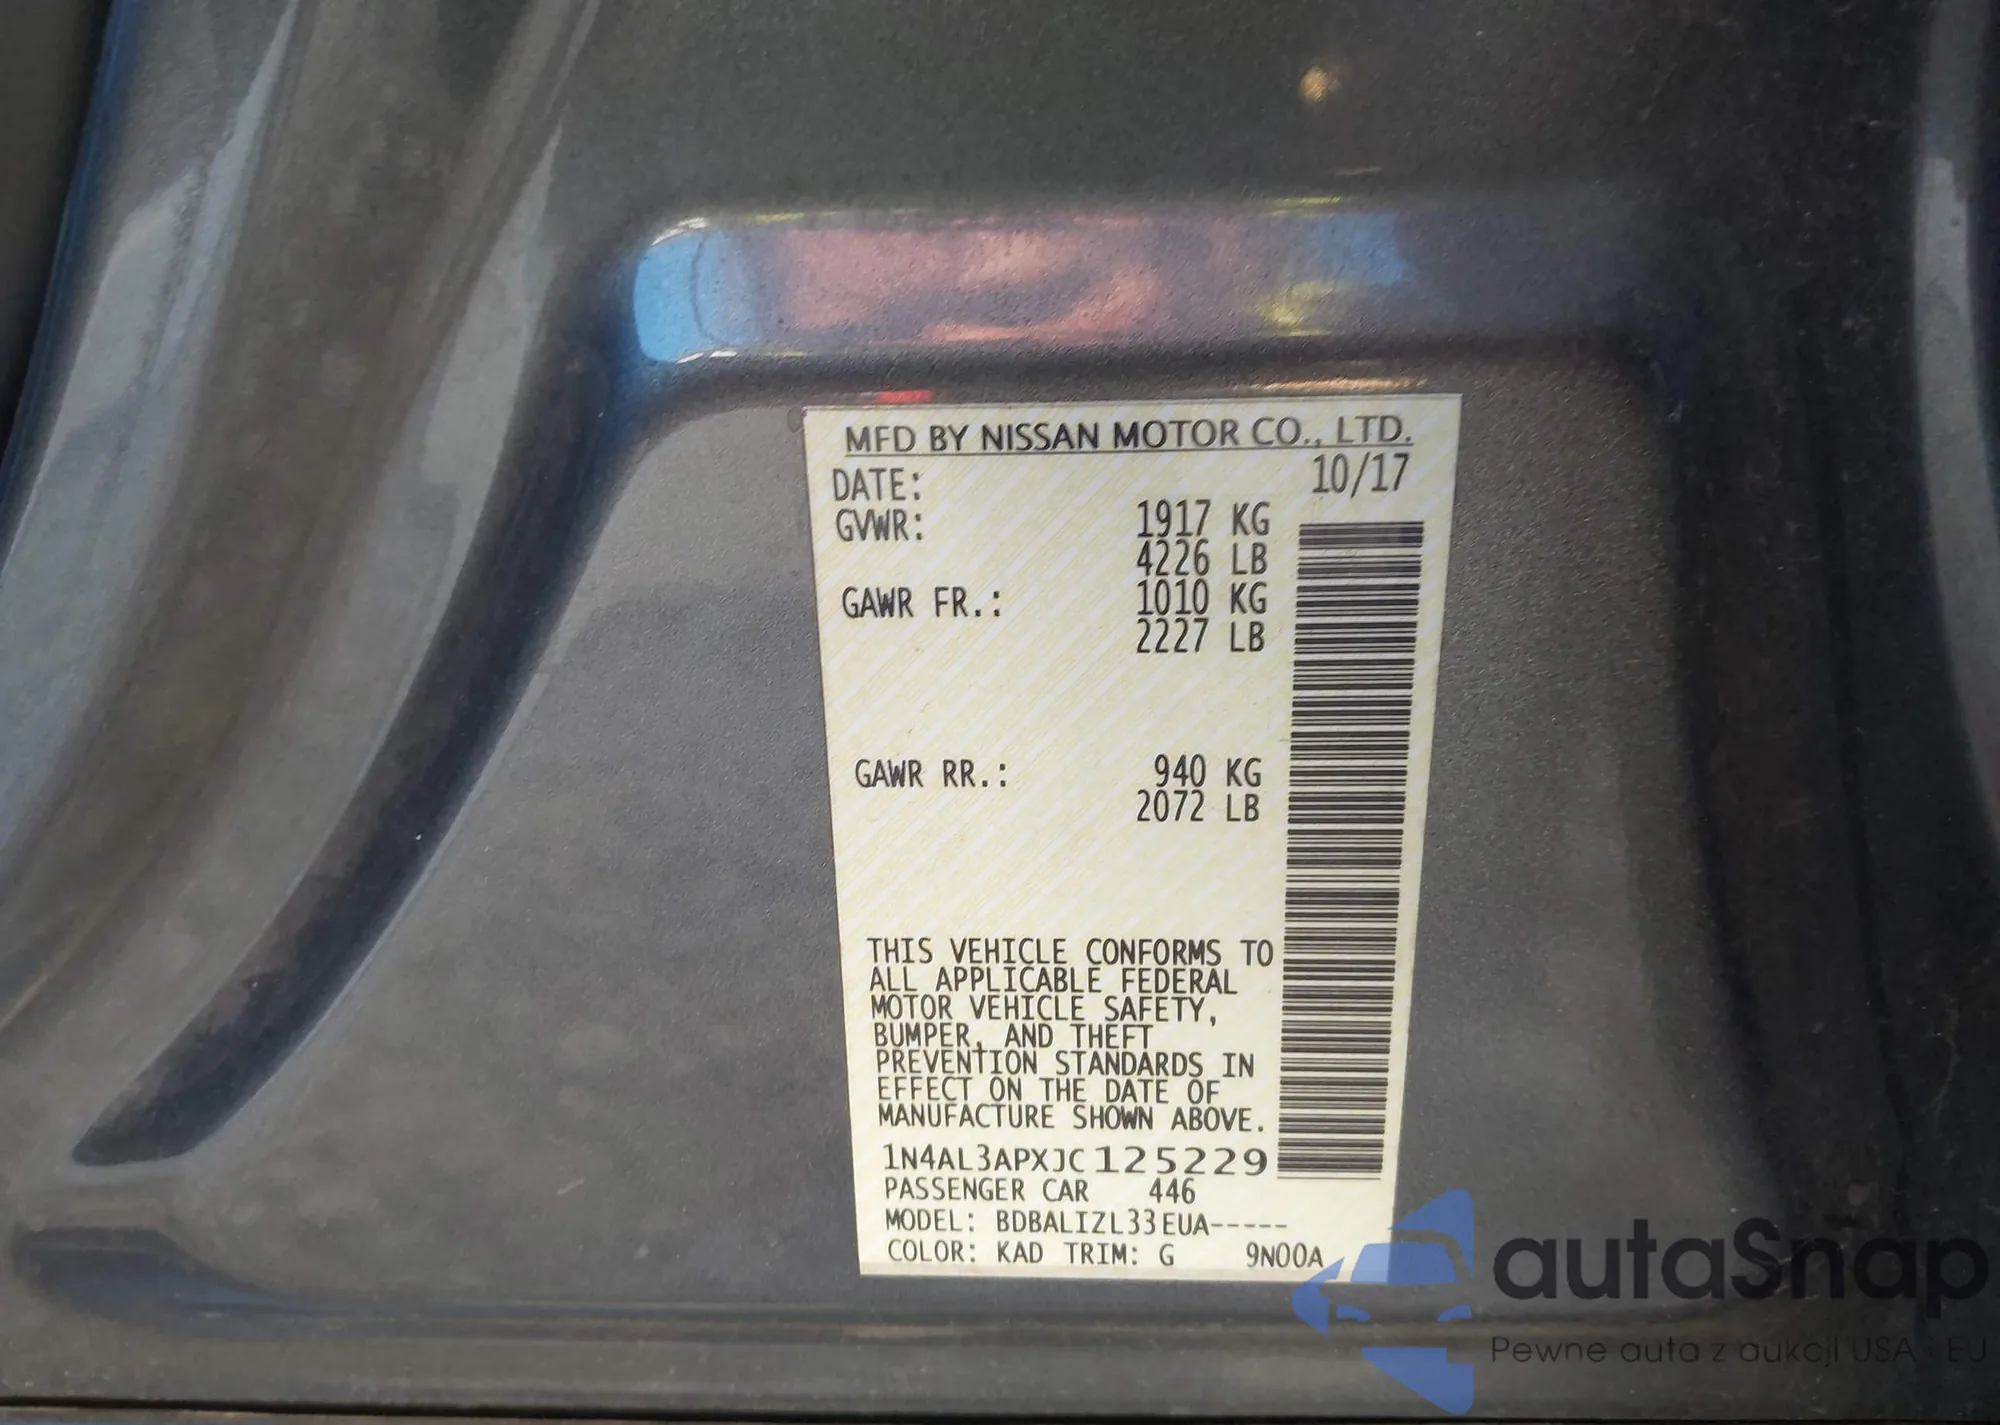 MFD BY NISSAN MOTOR CO., LTD.
DATE: 10/17
GVWR: 1917 KG
4226 LB
GAWR FR.: 1010 KG
2227 LB
GAWR RR.: 940 KG
2072 LB
THIS VEHICLE CONFORMS TO
ALL APPLICABLE FEDERAL
MOTOR VEHICLE SAFETY,
BUMPER, AND THEFT
PREVENTION STANDARDS IN
EFFECT ON THE DATE OF
MANUFACTURE SHOWN ABOVE.
1N4AL3APXJC125229
PASSENGER CAR 446
MODEL: BDBALIZL33EUA-----
COLOR: KAD TRIM: G 9N00A
autaSnap
Pewne auta z aukcji USA - EU